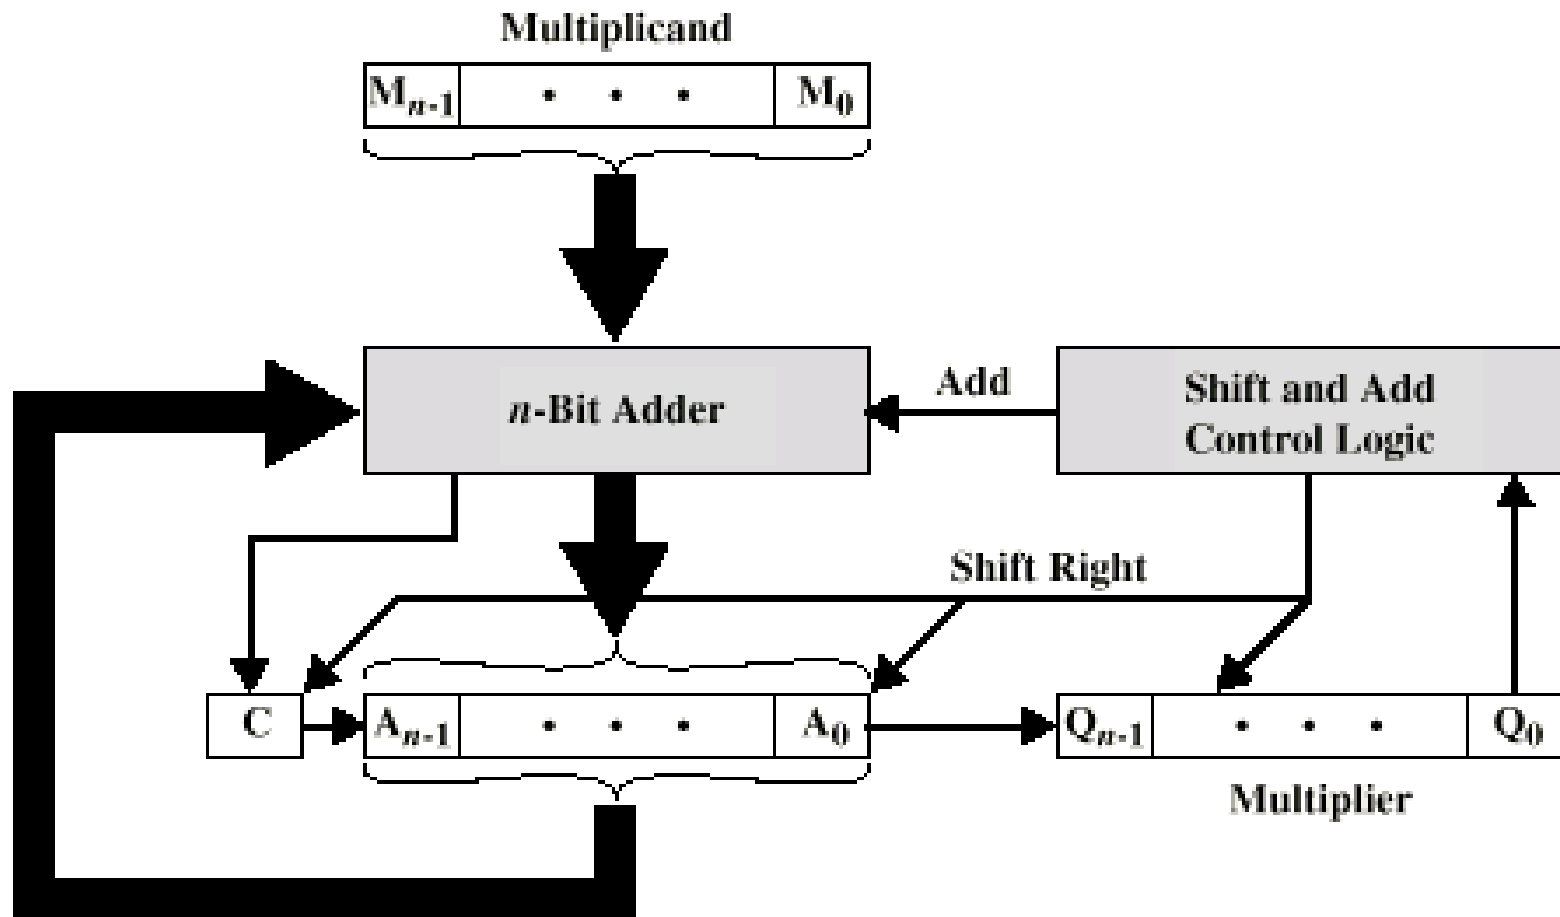 Multiplicand
Mn-1 • • • M0
n-Bit Adder
Add
Shift and Add
Control Logic
Shift Right
C
An-1 • • • A0
Qn-1 • • • Q0
Multiplier